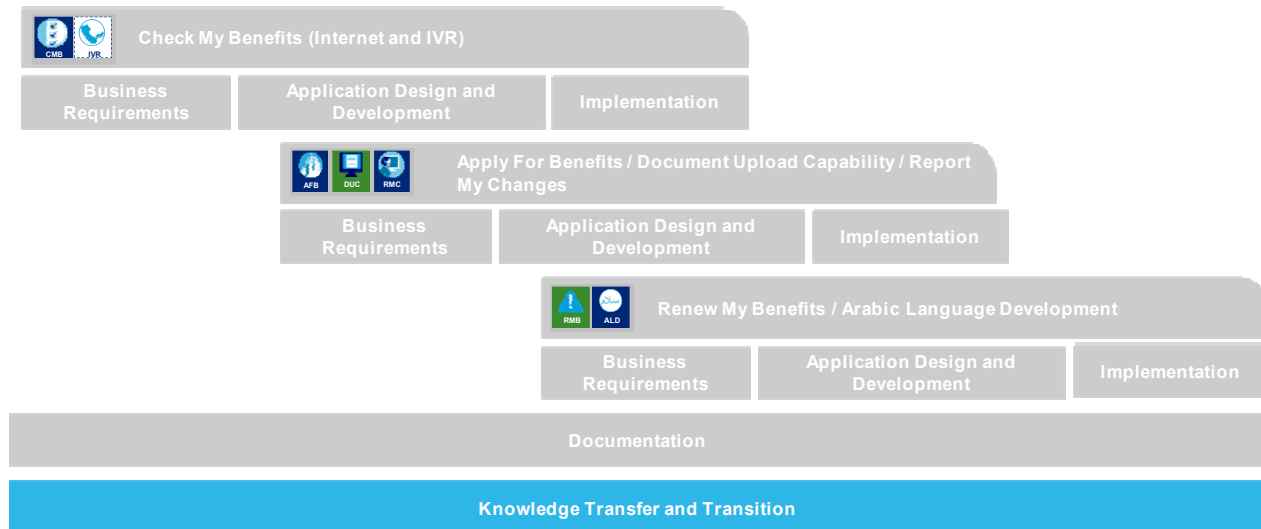 Check My Benefits (Internet and IVR)
CMB
IVR
Business
Requirements
Application Design and
Development
Implementation
Apply For Benefits / Document Upload Capability / Report
My Changes
AFB
DUC
RMC
Business
Requirements
Application Design and
Development
Implementation
Renew My Benefits / Arabic Language Development
RMB
سلام
ALD
Business
Requirements
Application Design and
Development
Implementation
Documentation
Knowledge Transfer and Transition